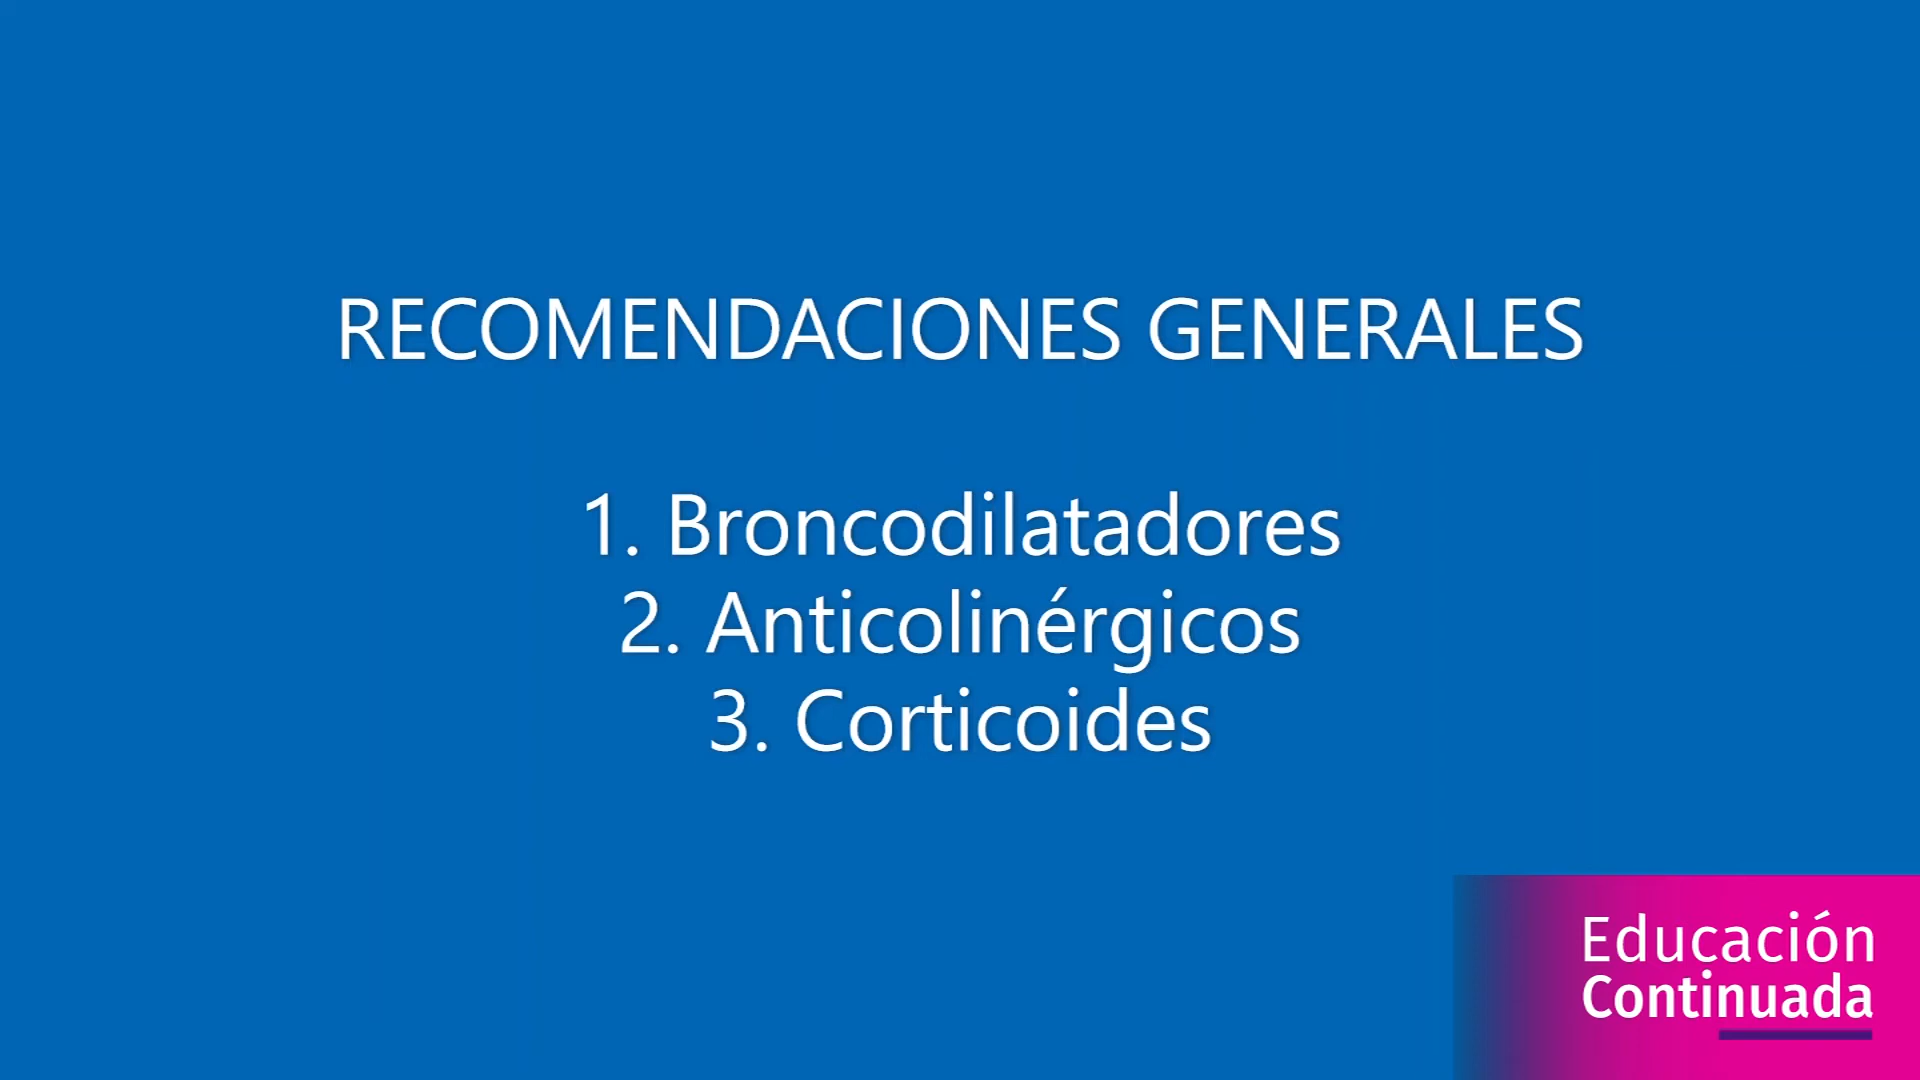 RECOMENDACIONES GENERALES
1. Broncodilatadores
2. Anticolinérgicos
3. Corticoides
Educación
Continuada